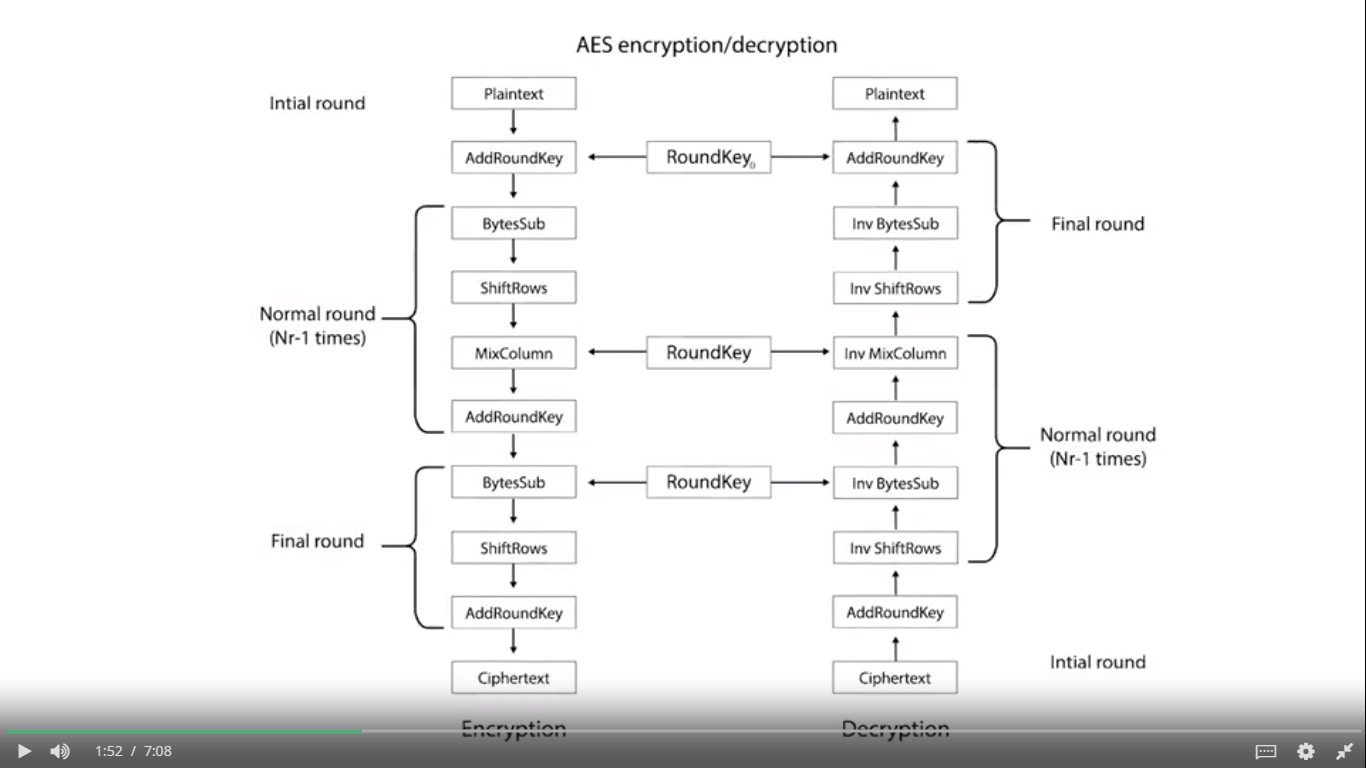 AES encryption/decryption
Intial round
Plaintext
Plaintext
AddRoundKey
RoundKey0
AddRoundKey
BytesSub
Inv BytesSub
Final round
ShiftRows
Inv ShiftRows
Normal round
(Nr-1 times)
MixColumn
RoundKey
Inv MixColumn
AddRoundKey
AddRoundKey
Normal round
(Nr-1 times)
BytesSub
RoundKey
Inv BytesSub
Final round
ShiftRows
Inv ShiftRows
AddRoundKey
AddRoundKey
Intial round
Ciphertext
Ciphertext
Encryption
Decryption
1:52 / 7:08